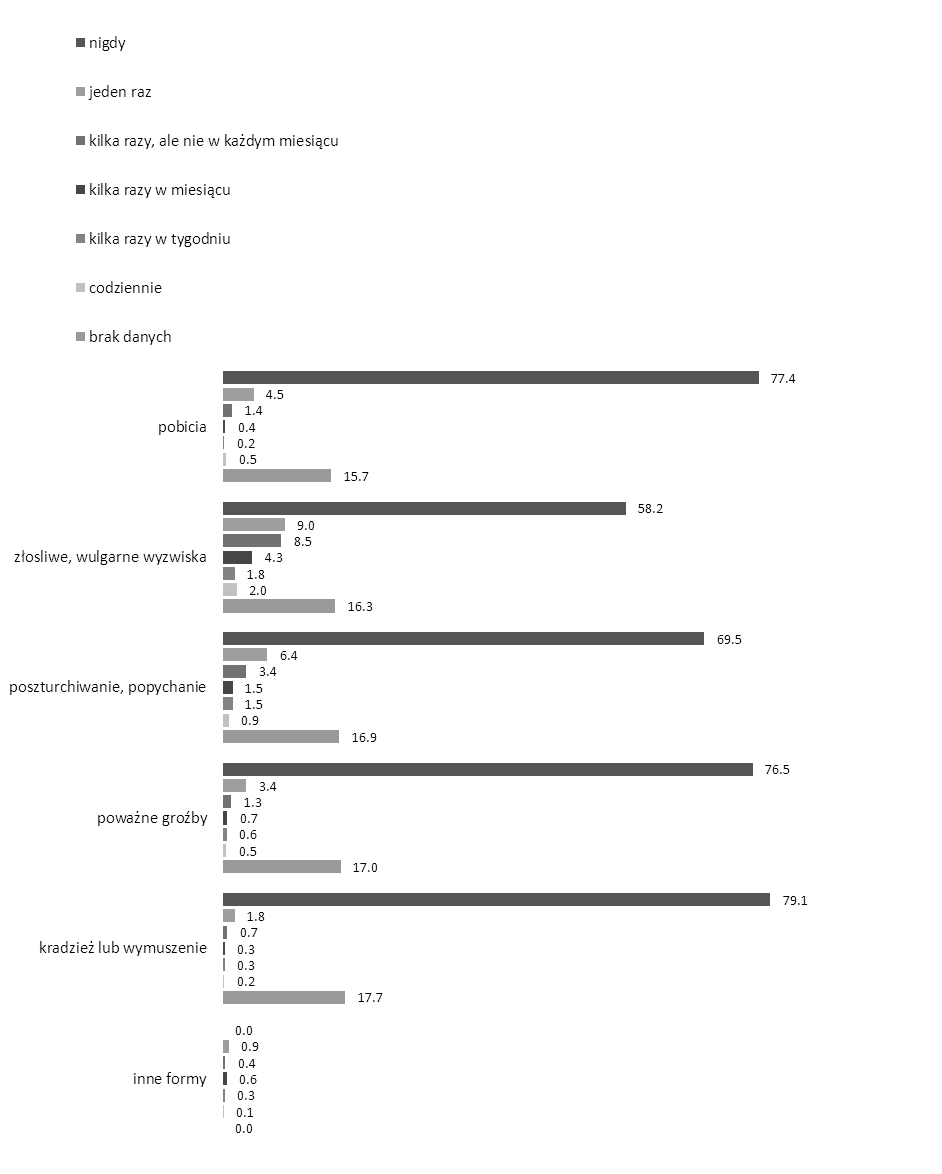 nigdy
jeden raz
kilka razy, ale nie w każdym miesiącu
kilka razy w miesiącu
kilka razy w tygodniu
codziennie
brak danych
77.4
4.5
1.4
pobicia 0.4
0.2
0.5
15.7
58.2
9.0
8.5
złosliwe, wulgarne wyzwiska 4.3
1.8
2.0
16.3
69.5
6.4
3.4
poszturchiwanie, popychanie 1.5
1.5
0.9
16.9
76.5
3.4
1.3
poważne groźby 0.7
0.6
0.5
17.0
79.1
1.8
0.7
kradzież lub wymuszenie 0.3
0.3
0.2
17.7
0.0
0.9
0.4
inne formy 0.6
0.3
0.1
0.0